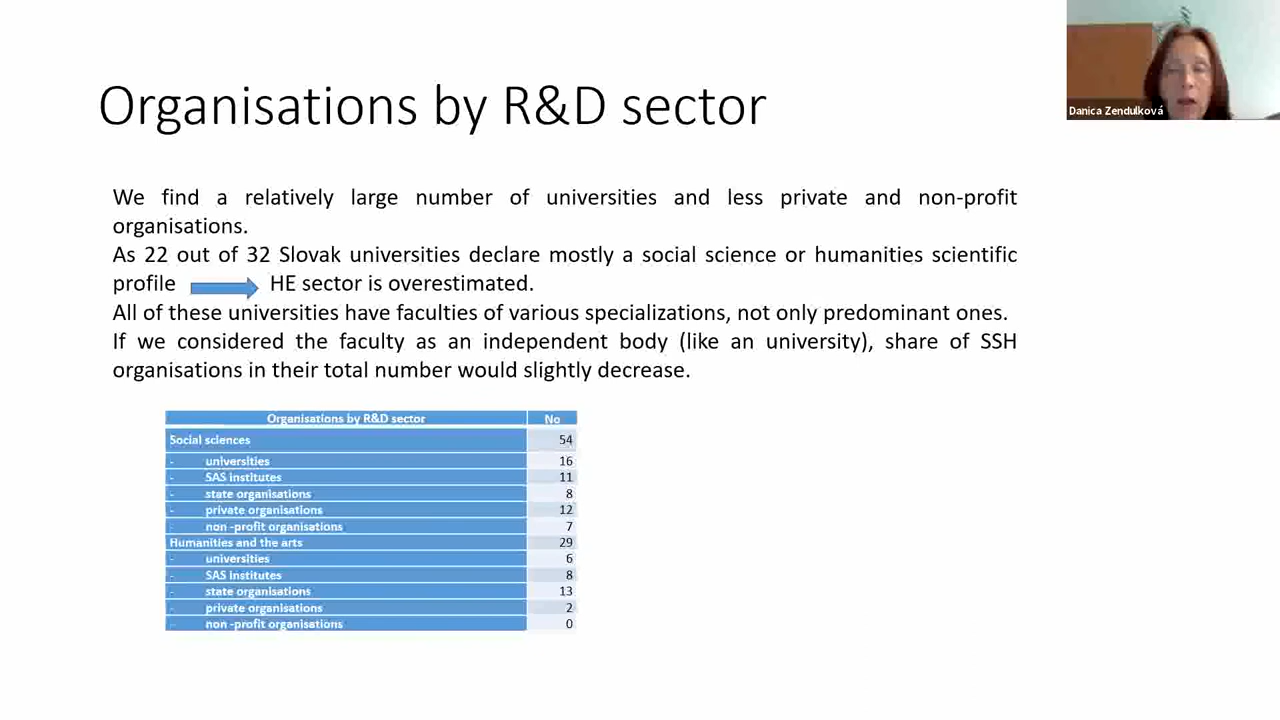 Organisations by R&D sector
Danica Zendulková
We find a relatively large number of universities and less private and non-profit
organisations.
As 22 out of 32 Slovak universities declare mostly a social science or humanities scientific
profile HE sector is overestimated.
All of these universities have faculties of various specializations, not only predominant ones.
If we considered the faculty as an independent body (like an university), share of SSH
organisations in their total number would slightly decrease.
Organisations by R&D sector No
Social sciences 54
- universities 16
- SAS institutes 11
- state organisations 8
- private organisations 12
- non -profit organisations 7
Humanities and the arts 29
- universities 6
- SAS institutes 8
- state organisations 13
- private organisations 2
- non -profit organisations 0